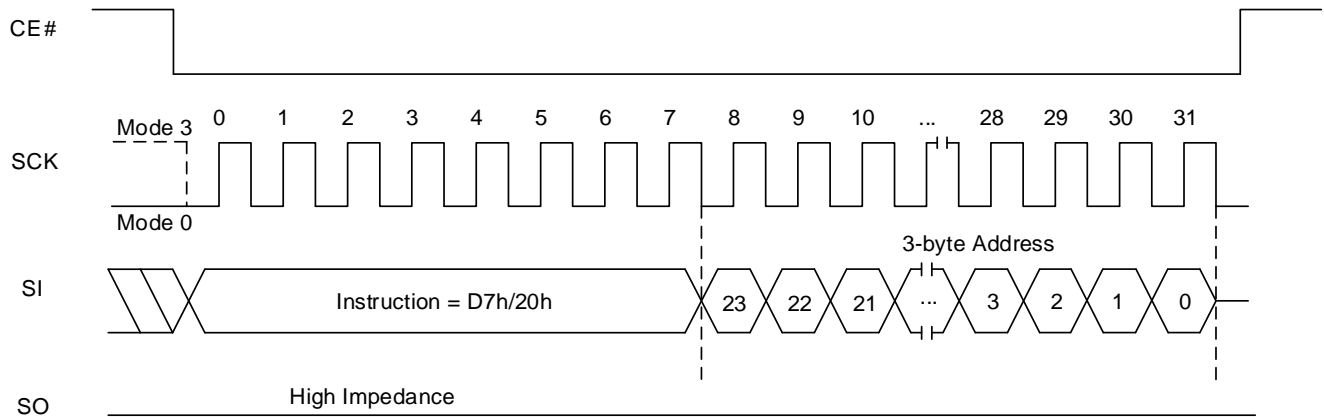 CE#
0 1 2 3 4 5 6 7 8 9 10 ... 28 29 30 31
Mode 3
SCK
Mode 0
3-byte Address
SI
Instruction = D7h/20h 23 22 21 ... 3 2 1 0
High Impedance
SO